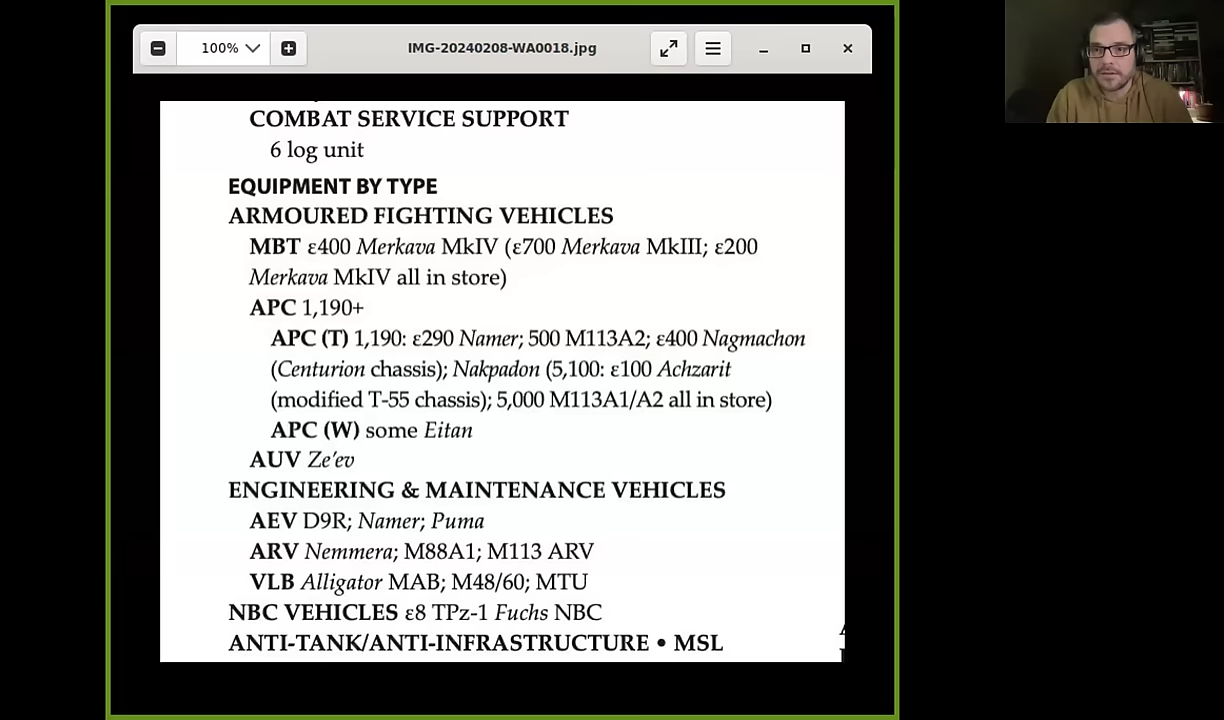 100%
IMG-20240208-WA0018.jpg
COMBAT SERVICE SUPPORT
6 log unit
EQUIPMENT BY TYPE
ARMOURED FIGHTING VEHICLES
MBT ε400 Merkava MkIV (ε700 Merkava MkIII; ε200
Merkava MkIV all in store)
APC 1,190+
APC (T) 1,190: ε290 Namer; 500 M113A2; ε400 Nagmachon
(Centurion chassis); Nakpadon (5,100: ε100 Achzarit
(modified T-55 chassis); 5,000 M113A1/A2 all in store)
APC (W) some Eitan
AUV Ze'ev
ENGINEERING & MAINTENANCE VEHICLES
AEV D9R; Namer; Puma
ARV Nemmera; M88A1; M113 ARV
VLB Alligator MAB; M48/60; MTU
NBC VEHICLES ε8 TPz-1 Fuchs NBC
ANTI-TANK/ANTI-INFRASTRUCTURE • MSL